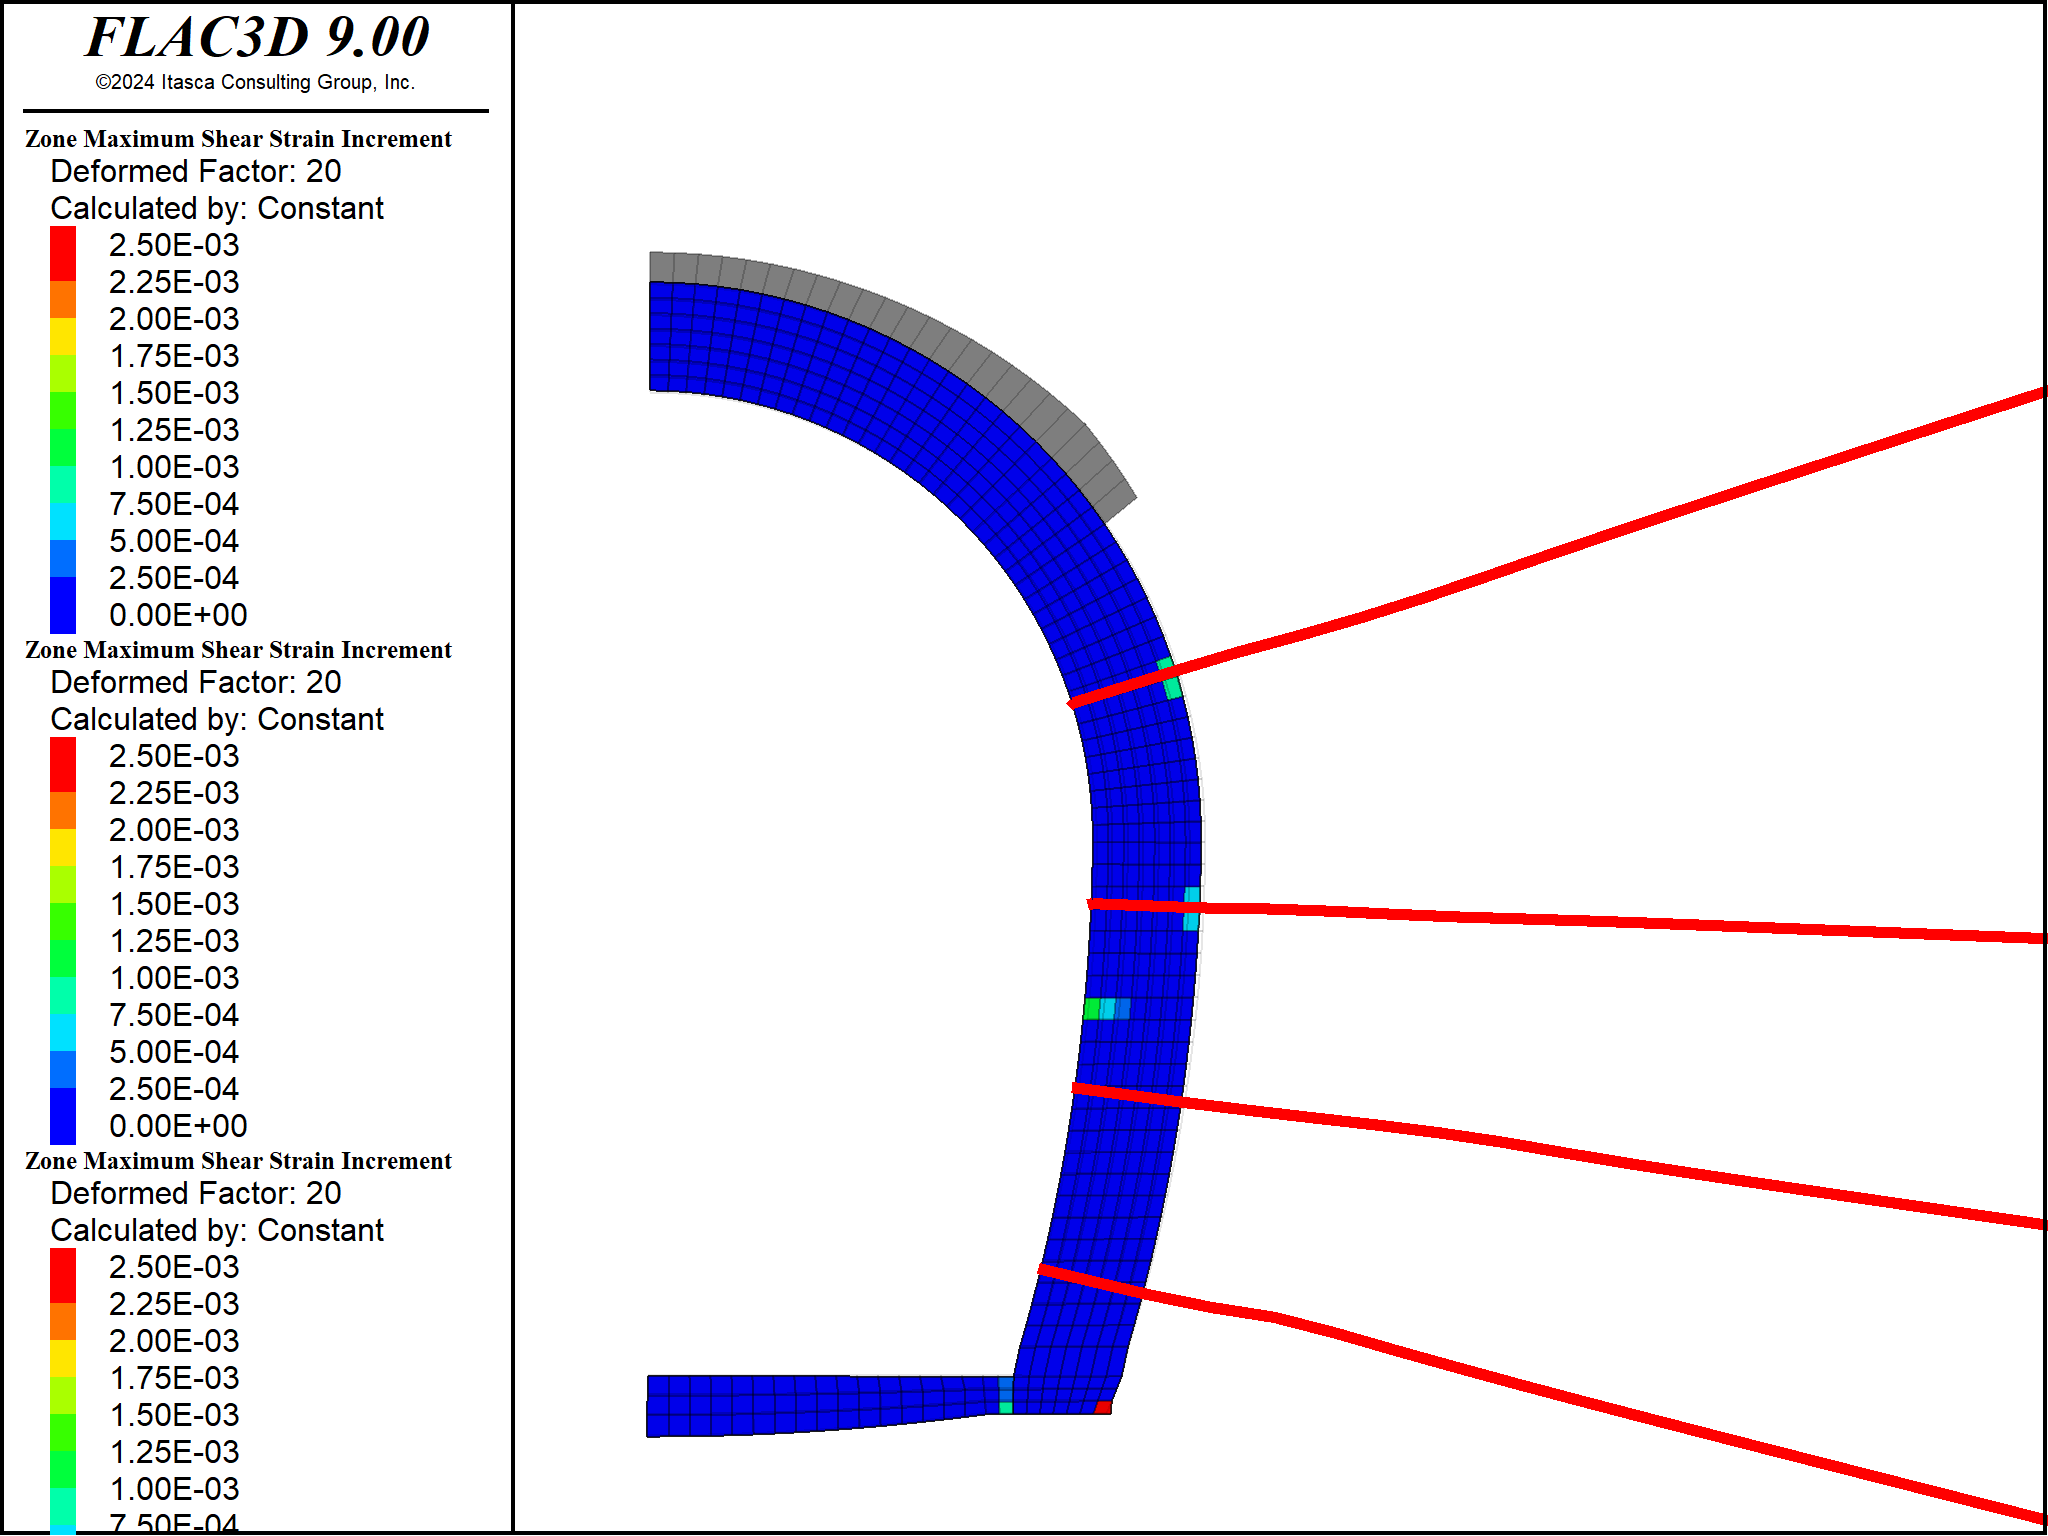 FLAC3D 9.00
©2024 Itasca Consulting Group, Inc.
Zone Maximum Shear Strain Increment
Deformed Factor: 20
Calculated by: Constant
2.50E-03
2.25E-03
2.00E-03
1.75E-03
1.50E-03
1.25E-03
1.00E-03
7.50E-04
5.00E-04
2.50E-04
0.00E+00
Zone Maximum Shear Strain Increment
Deformed Factor: 20
Calculated by: Constant
2.50E-03
2.25E-03
2.00E-03
1.75E-03
1.50E-03
1.25E-03
1.00E-03
7.50E-04
5.00E-04
2.50E-04
0.00E+00
Zone Maximum Shear Strain Increment
Deformed Factor: 20
Calculated by: Constant
2.50E-03
2.25E-03
2.00E-03
1.75E-03
1.50E-03
1.25E-03
1.00E-03
7.50E-04